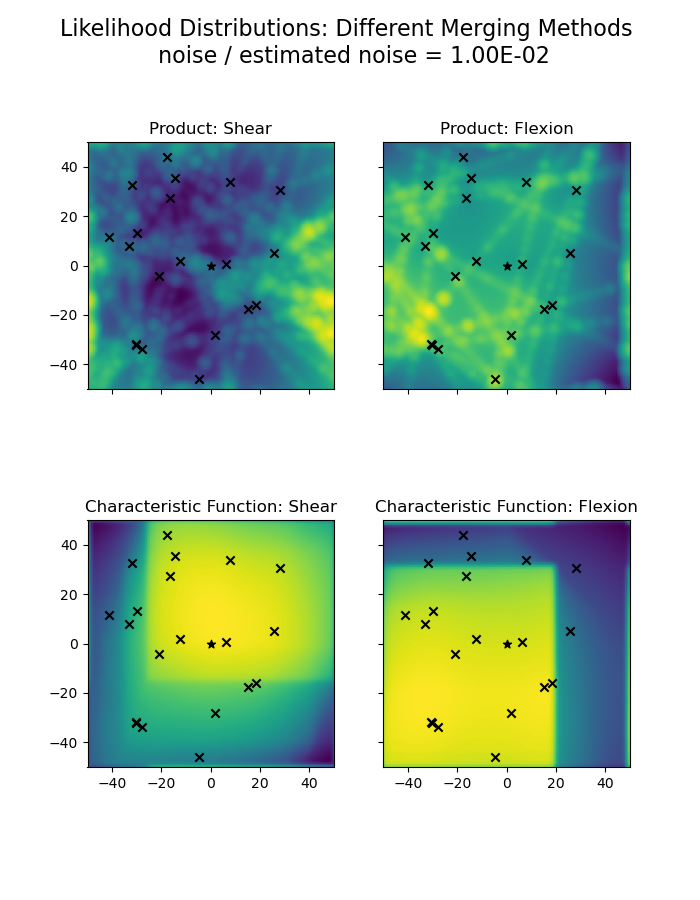 Likelihood Distributions: Different Merging Methods
noise / estimated noise = 1.00E-02
Product: Shear
Product: Flexion
40
20
0
−20
−40
Characteristic Function: Shear
Characteristic Function: Flexion
40
20
0
−20
−40
−40 −20 0 20 40
−40 −20 0 20 40